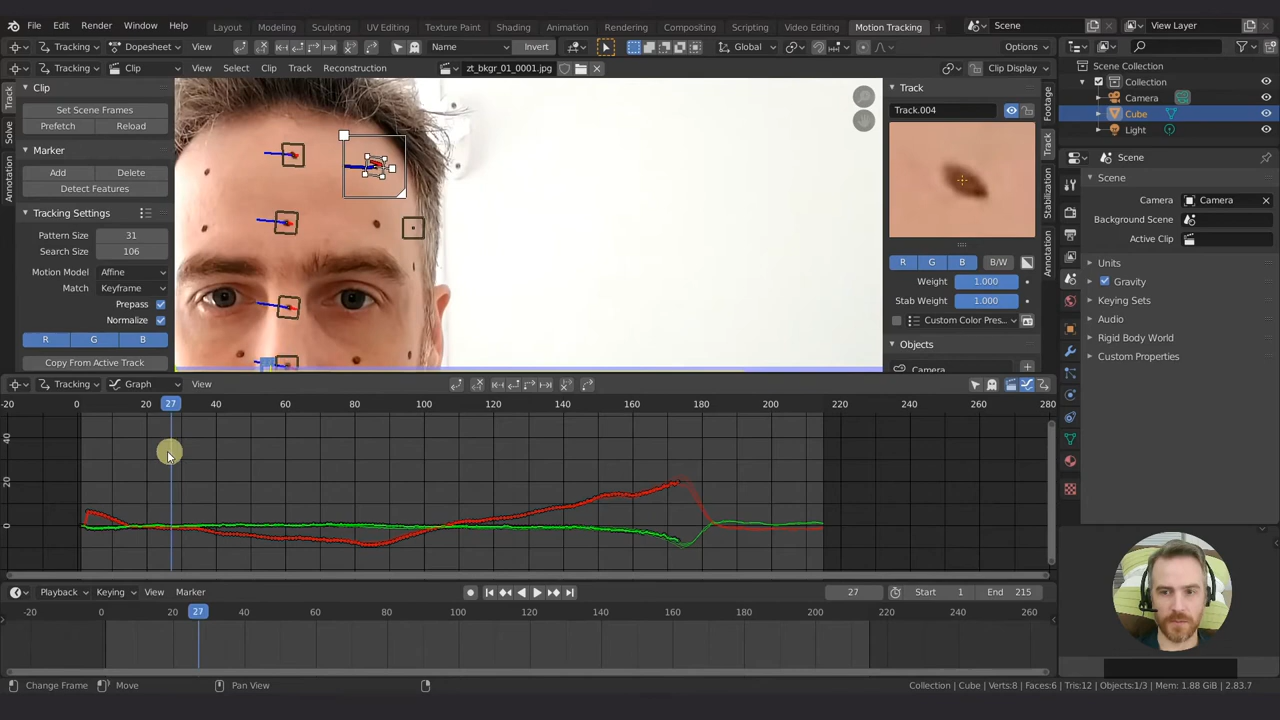 File Edit Render Window Help Layout Modeling Sculpting UV Editing Texture Paint Shading Animation Rendering Compositing Scripting Video Editing Motion Tracking + Scene View Layer
Tracking Dopesheet View Name Invert Global Options
Tracking Clip View Select Clip Track Reconstruction zt_bkgr_01_0001.jpg Clip Display
Scene Collection
Collection
Camera
Cube
Light
Clip
Set Scene Frames
Prefetch Reload
Marker
Add Delete
Detect Features
Tracking Settings
Pattern Size 31
Search Size 106
Motion Model Affine
Match Keyframe
Prepass
Normalize
R G B
Copy From Active Track
Track
Solve
Annotation
Track
Track.004
R G B B/W
Weight 1.000
Stab Weight 1.000
Custom Color Pres...
Objects
Camera
Footage
Track
Stabilization
Annotation
Scene
Scene
Camera Camera
Background Scene
Active Clip
Units
Gravity
Keying Sets
Audio
Rigid Body World
Custom Properties
Tracking Graph View
-20 0 20 27 40 60 80 100 120 140 160 180 200 220 240 260 280
40
20
0
Playback Keying View Marker 27 Start 1 End 215
-20 0 20 27 40 60 80 100 120 140 160 180 200 220 240 260
Change Frame Move Pan View Collection | Cube | Verts:8 | Faces:6 | Tris:12 | Objects:1/3 | Mem: 1.88 GiB | 2.83.7